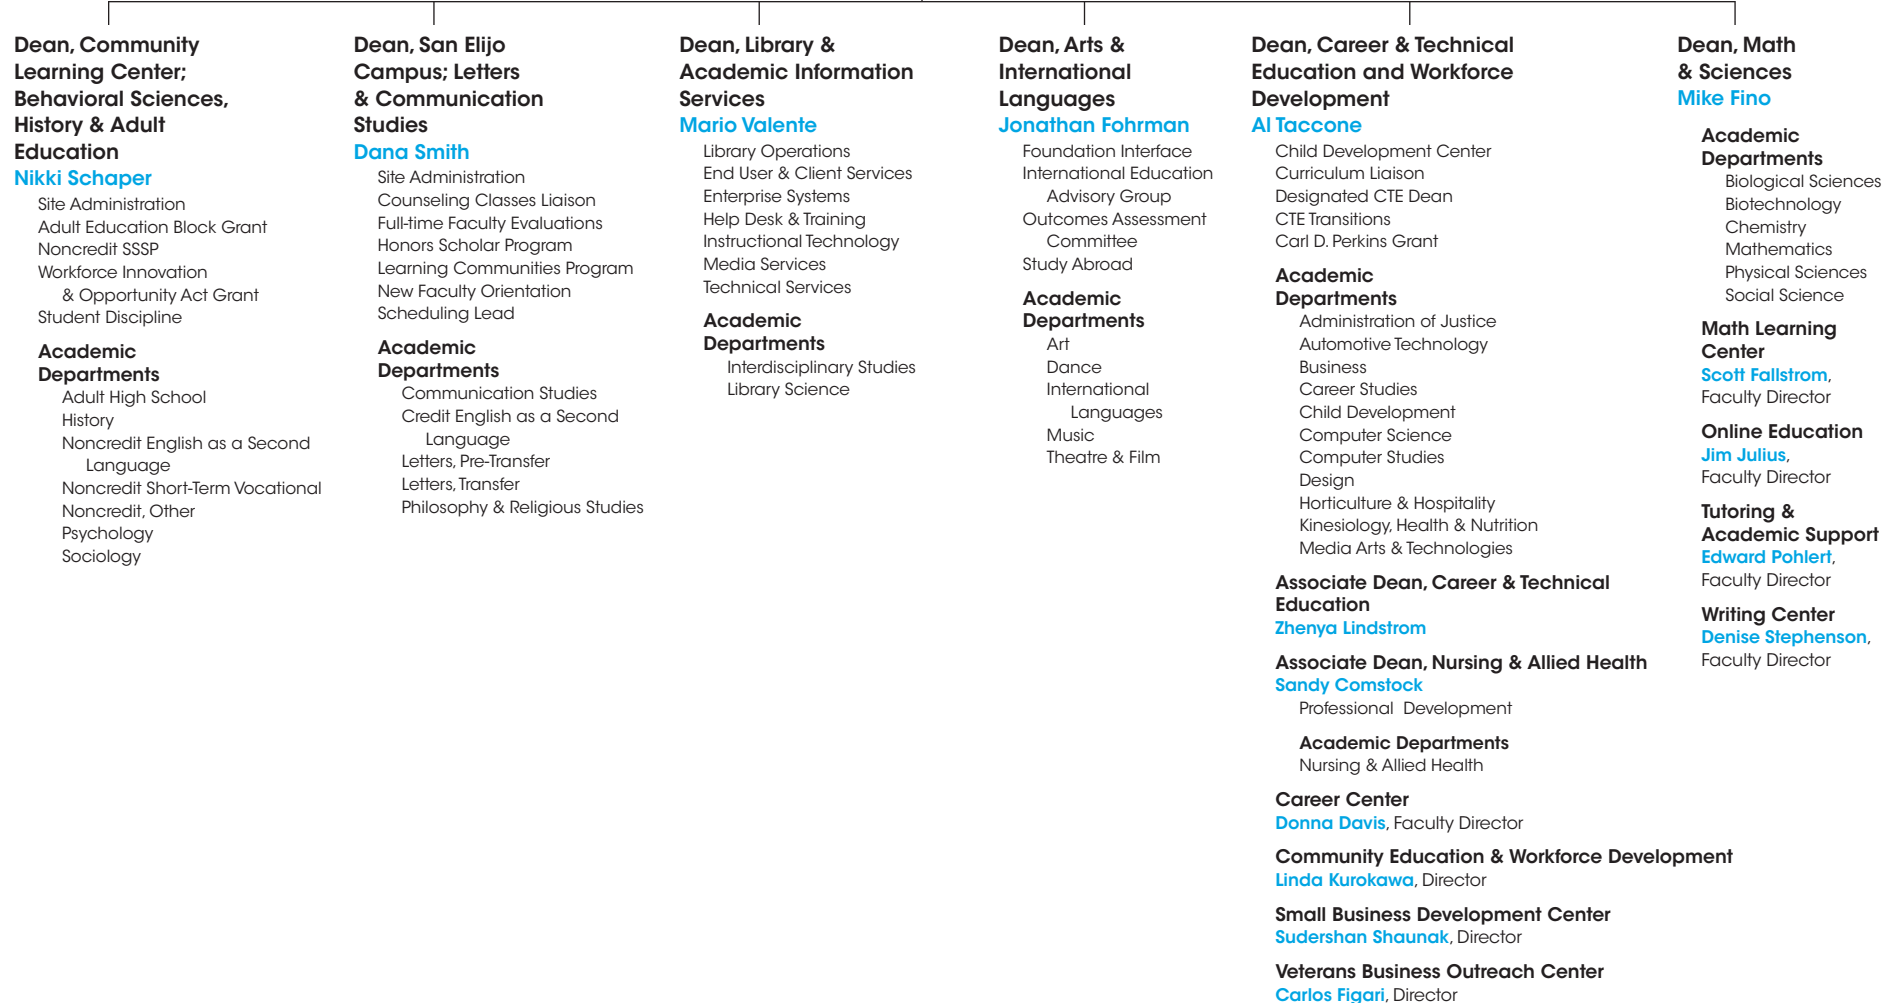 Dean, Community
Learning Center;
Behavioral Sciences,
History & Adult
Education
Nikki Schaper
Site Administration
Adult Education Block Grant
Noncredit SSSP
Workforce Innovation
& Opportunity Act Grant
Student Discipline
Academic
Departments
Adult High School
History
Noncredit English as a Second
Language
Noncredit Short-Term Vocational
Noncredit, Other
Psychology
Sociology
Dean, San Elijo
Campus; Letters
& Communication
Studies
Dana Smith
Site Administration
Counseling Classes Liaison
Full-time Faculty Evaluations
Honors Scholar Program
Learning Communities Program
New Faculty Orientation
Scheduling Lead
Academic
Departments
Communication Studies
Credit English as a Second
Language
Letters, Pre-Transfer
Letters, Transfer
Philosophy & Religious Studies
Dean, Library &
Academic Information
Services
Mario Valente
Library Operations
End User & Client Services
Enterprise Systems
Help Desk & Training
Instructional Technology
Media Services
Technical Services
Academic
Departments
Interdisciplinary Studies
Library Science
Dean, Arts &
International
Languages
Jonathan Fohrman
Foundation Interface
International Education
Advisory Group
Outcomes Assessment
Committee
Study Abroad
Academic
Departments
Art
Dance
International
Languages
Music
Theatre & Film
Dean, Career & Technical
Education and Workforce
Development
Al Taccone
Child Development Center
Curriculum Liaison
Designated CTE Dean
CTE Transitions
Carl D. Perkins Grant
Academic
Departments
Administration of Justice
Automotive Technology
Business
Career Studies
Child Development
Computer Science
Computer Studies
Design
Horticulture & Hospitality
Kinesiology, Health & Nutrition
Media Arts & Technologies
Associate Dean, Career & Technical
Education
Zhenya Lindstrom
Associate Dean, Nursing & Allied Health
Sandy Comstock
Professional Development
Academic Departments
Nursing & Allied Health
Career Center
Donna Davis, Faculty Director
Community Education & Workforce Development
Linda Kurokawa, Director
Small Business Development Center
Sudershan Shaunak, Director
Veterans Business Outreach Center
Carlos Figari, Director
Dean, Math
& Sciences
Mike Fino
Academic
Departments
Biological Sciences
Biotechnology
Chemistry
Mathematics
Physical Sciences
Social Science
Math Learning
Center
Scott Fallstrom,
Faculty Director
Online Education
Jim Julius,
Faculty Director
Tutoring &
Academic Support
Edward Pohlert,
Faculty Director
Writing Center
Denise Stephenson,
Faculty Director